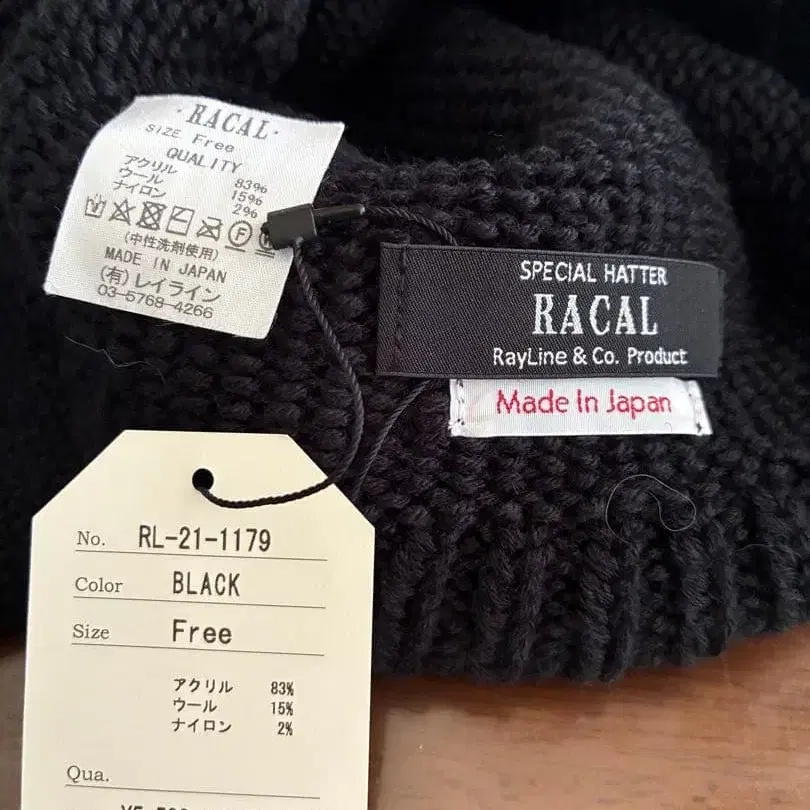 ·RACAL·
SIZE Free
QUALITY
アクリル 83%
ウール 15%
ナイロン 2%
F
(中性洗剤使用)
MADE IN JAPAN
(有)レイライン
03-5768-4266
SPECIAL HATTER
RACAL
RayLine & Co. Product
Made In Japan
No. RL-21-1179
Color BLACK
Size Free
アクリル 83%
ウール 15%
ナイロン 2%
Qua.